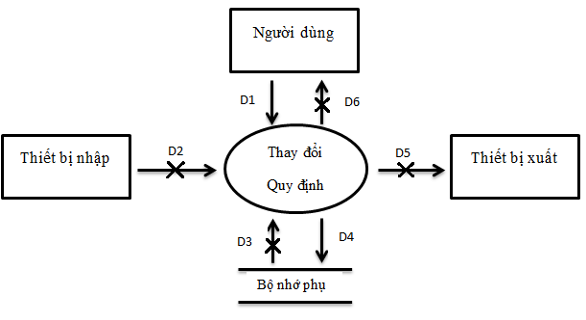 Người dùng
D1
D6
Thiết bị nhập
D2
Thay đổi
Quy định
D5
Thiết bị xuất
D3
D4
Bộ nhớ phụ